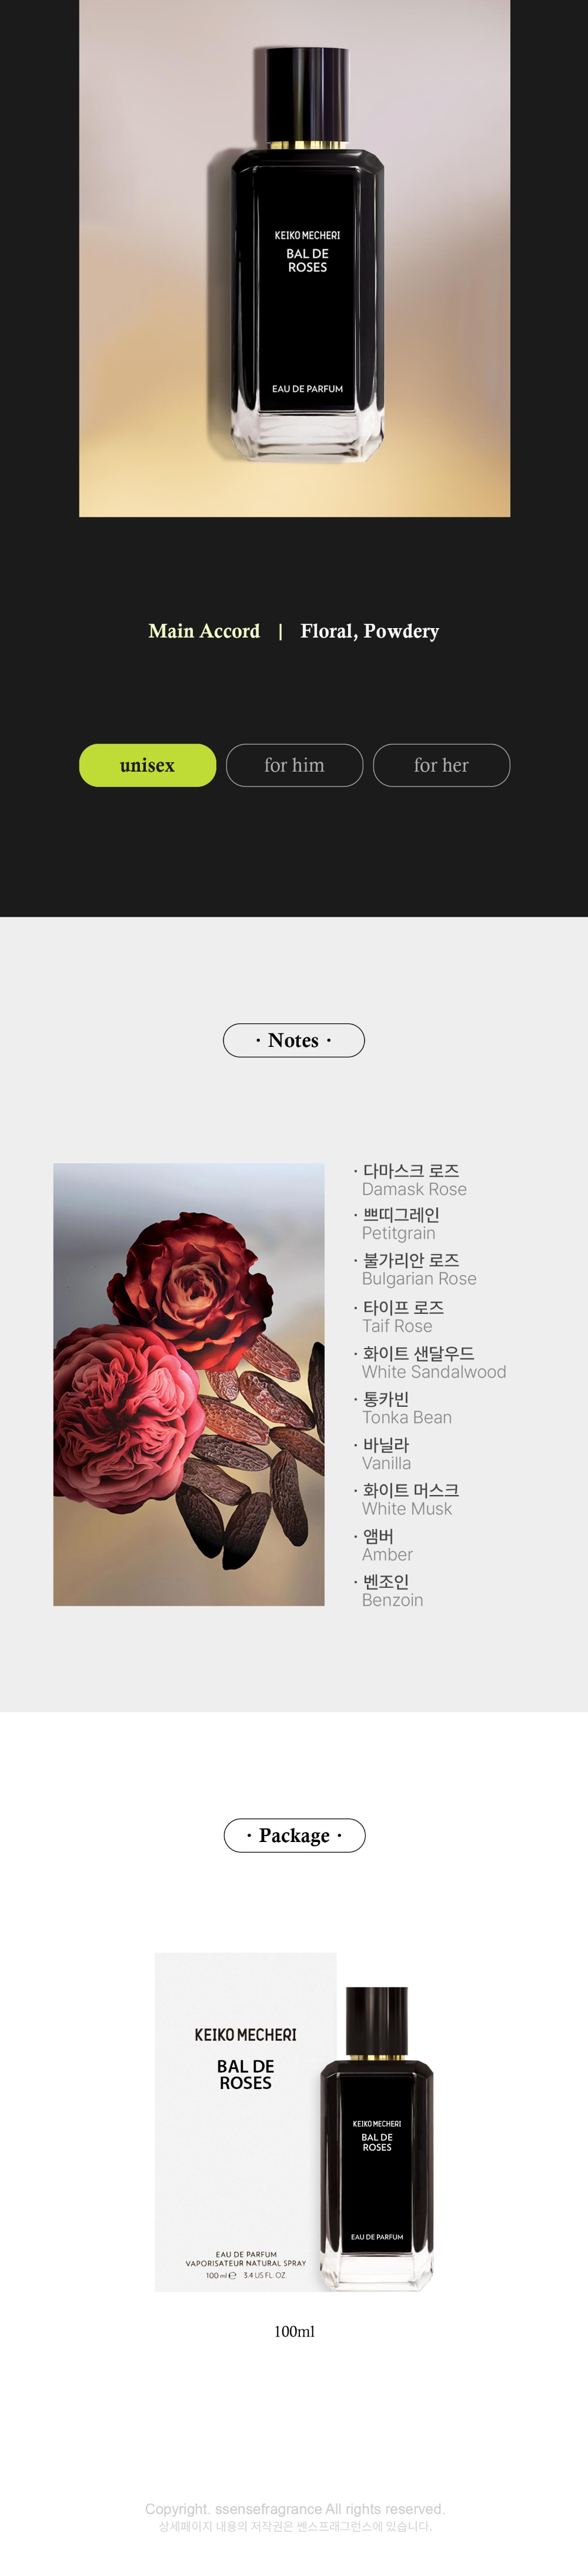 KEIKO MECHERI
BAL DE
ROSES
EAU DE PARFUM
Main Accord | Floral, Powdery
unisex
for him
for her
· Notes ·
· 다마스크 로즈
Damask Rose
· 쁘띠그레인
Petitgrain
· 불가리안 로즈
Bulgarian Rose
· 타이프 로즈
Taif Rose
· 화이트 샌달우드
White Sandalwood
· 통카빈
Tonka Bean
· 바닐라
Vanilla
· 화이트 머스크
White Musk
· 앰버
Amber
· 벤조인
Benzoin
· Package ·
KEIKO MECHERI
BAL DE
ROSES
EAU DE PARFUM
VAPORISATEUR NATURAL SPRAY
100 ml ℮ 3.4 US FL OZ
KEIKO MECHERI
BAL DE
ROSES
EAU DE PARFUM
100ml
Copyright. ssensefragrance All rights reserved.
상세페이지 내용의 저작권은 쎈스프래그런스에 있습니다.